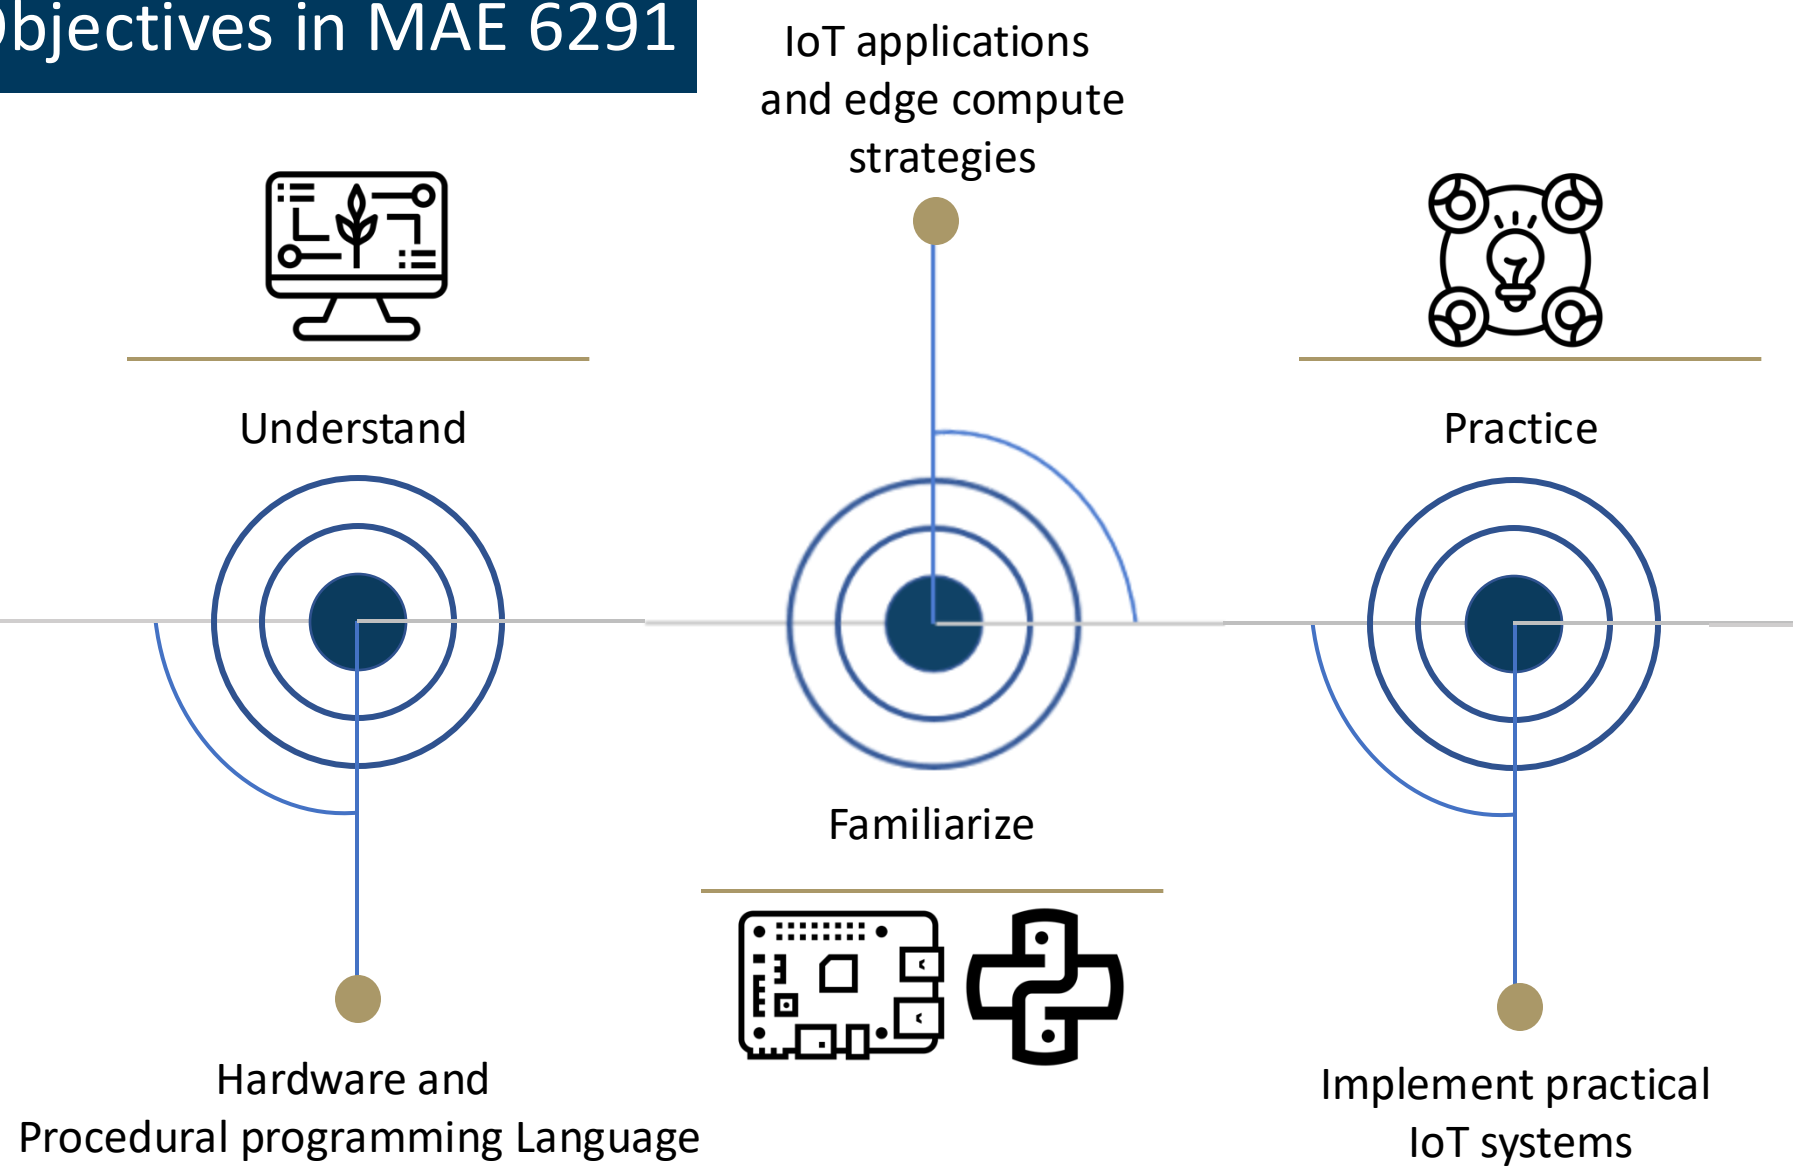 Objectives in MAE 6291
IoT applications
and edge compute
strategies
Understand
Practice
Familiarize
Hardware and
Procedural programming Language
Implement practical
IoT systems